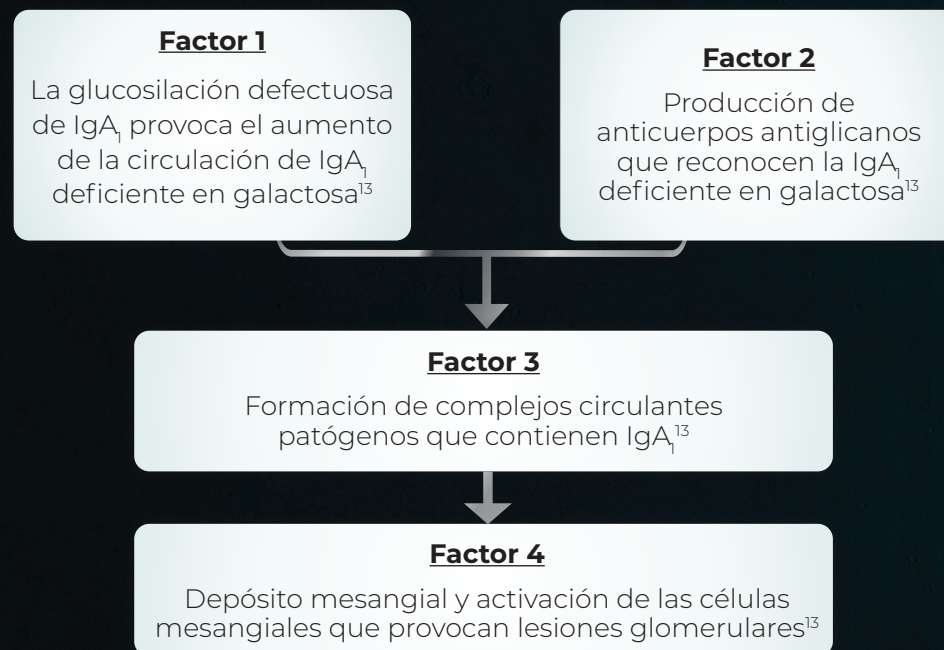 Factor 1
La glucosilación defectuosa
de IgA₁ provoca el aumento
de la circulación de IgA₁
deficiente en galactosa¹³
Factor 2
Producción de
anticuerpos antiglicanos
que reconocen la IgA₁
deficiente en galactosa¹³
Factor 3
Formación de complejos circulantes
patógenos que contienen IgA₁¹³
Factor 4
Depósito mesangial y activación de las células
mesangiales que provocan lesiones glomerulares¹³